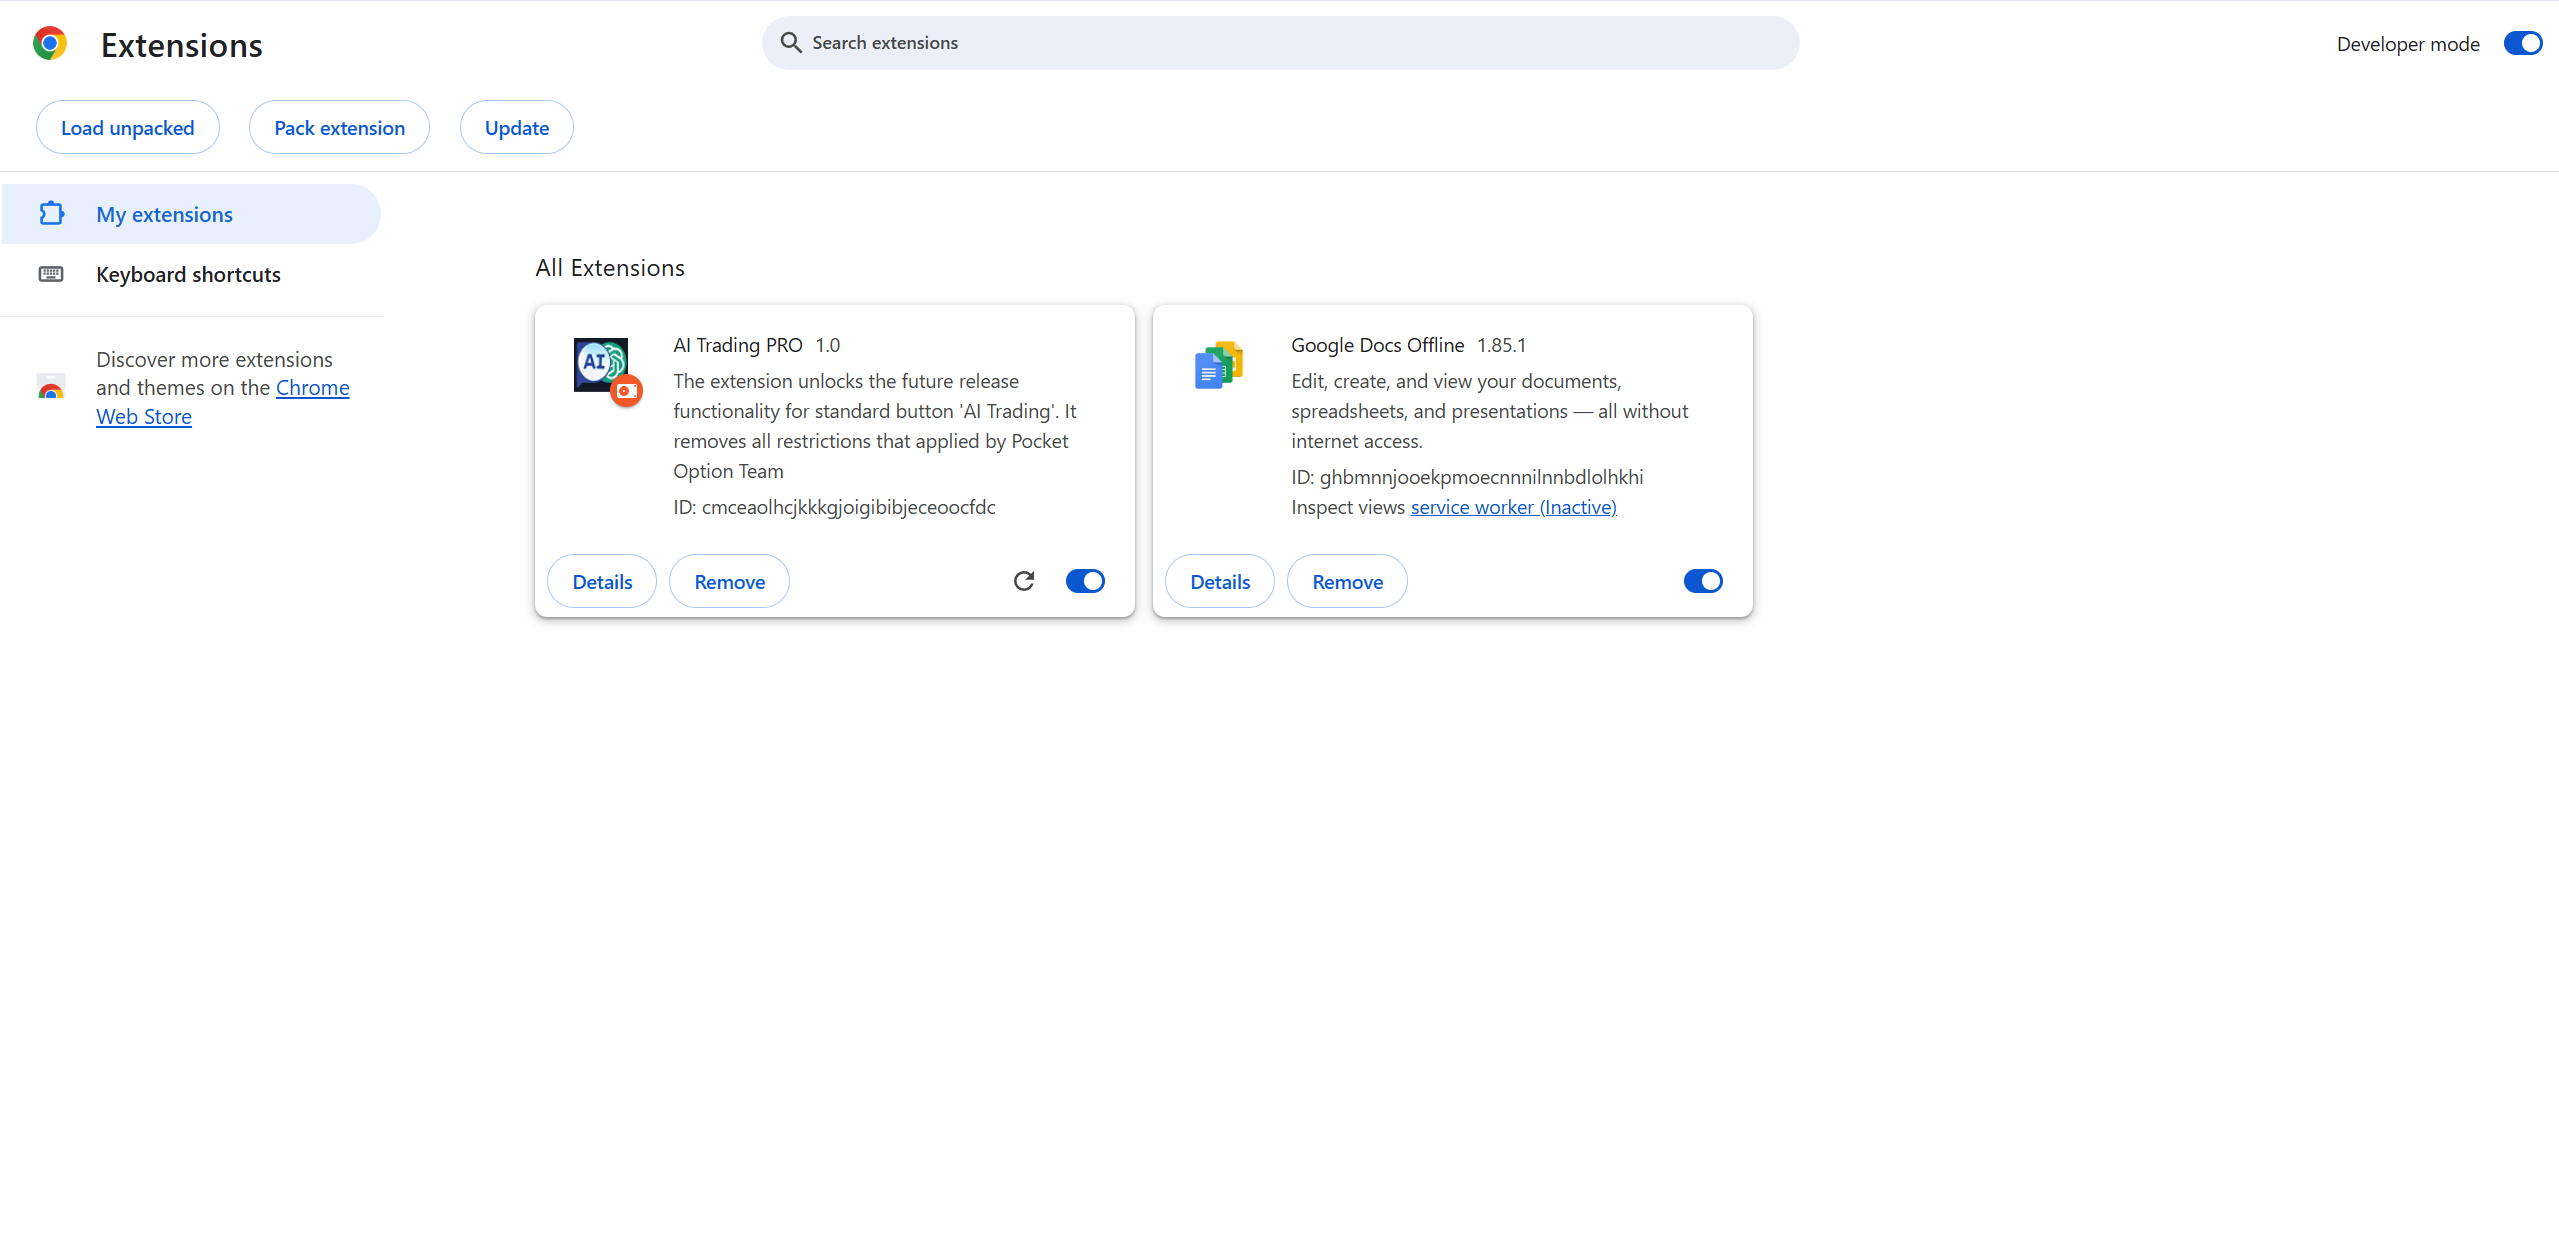 Extensions
Search extensions
Developer mode
Load unpacked
Pack extension
Update
My extensions
Keyboard shortcuts
Discover more extensions
and themes on the Chrome
Web Store
All Extensions
AI Trading PRO 1.0
The extension unlocks the future release
functionality for standard button 'AI Trading'. It
removes all restrictions that applied by Pocket
Option Team
ID: cmceaolhcjkkkgjoigibibjeceoocfdc
Details
Remove
Google Docs Offline 1.85.1
Edit, create, and view your documents,
spreadsheets, and presentations — all without
internet access.
ID: ghbmnnjooekpmoecnnnilnnbdlolhkhi
Inspect views service worker (Inactive)
Details
Remove
AI